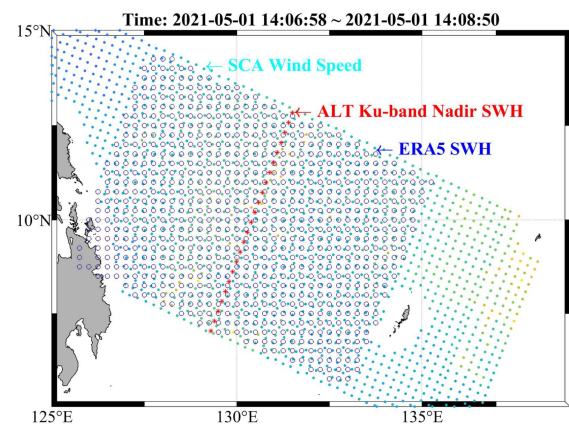 Time: 2021-05-01 14:06:58 ~ 2021-05-01 14:08:50
15°N
← SCA Wind Speed
← ALT Ku-band Nadir SWH
← ERA5 SWH
10°N
125°E
130°E
135°E